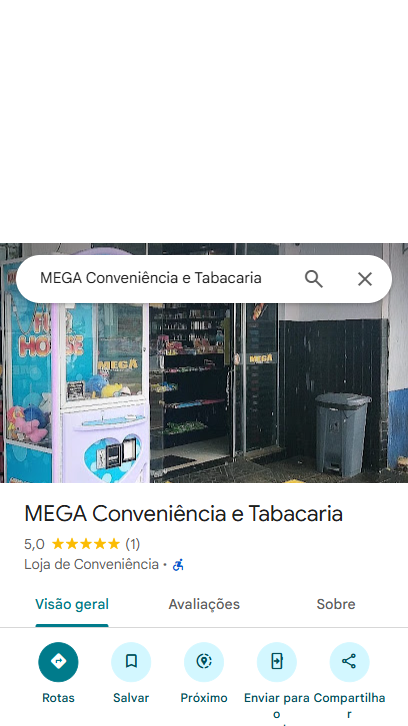 MEGA Conveniência e Tabacaria
MEGA
MEGA
MEGA Conveniência e Tabacaria
5,0 (1)
Loja de Conveniência ·
Visão geral
Avaliações
Sobre
Rotas
Salvar
Próximo
Enviar para o
Compartilhar